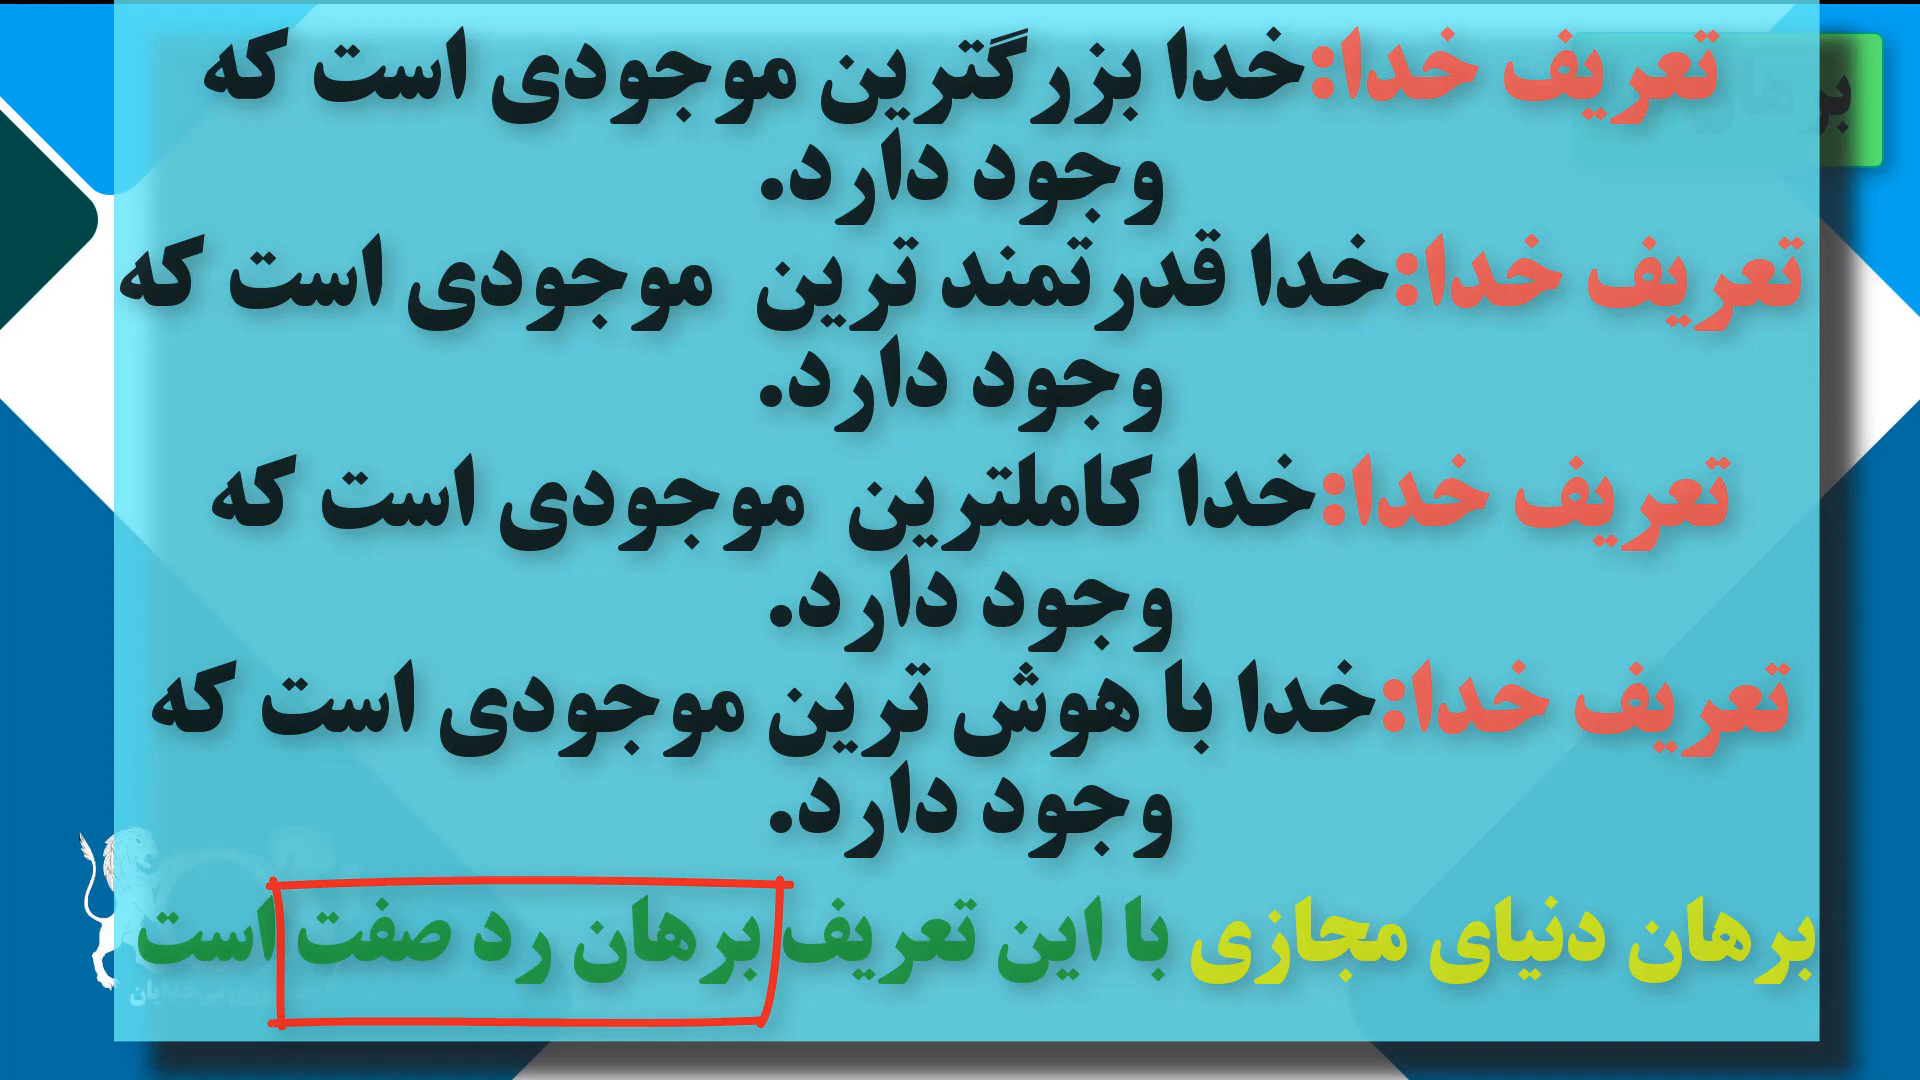 تعریف خدا:خدا بزرگترین موجودی است که
وجود دارد.
تعریف خدا:خدا قدرتمند ترین موجودی است که
وجود دارد.
تعریف خدا:خدا کاملترین موجودی است که
وجود دارد.
تعریف خدا:خدا با هوش ترین موجودی است که
وجود دارد.
برهان دنیای مجازی با این تعریف برهان رد صفت است